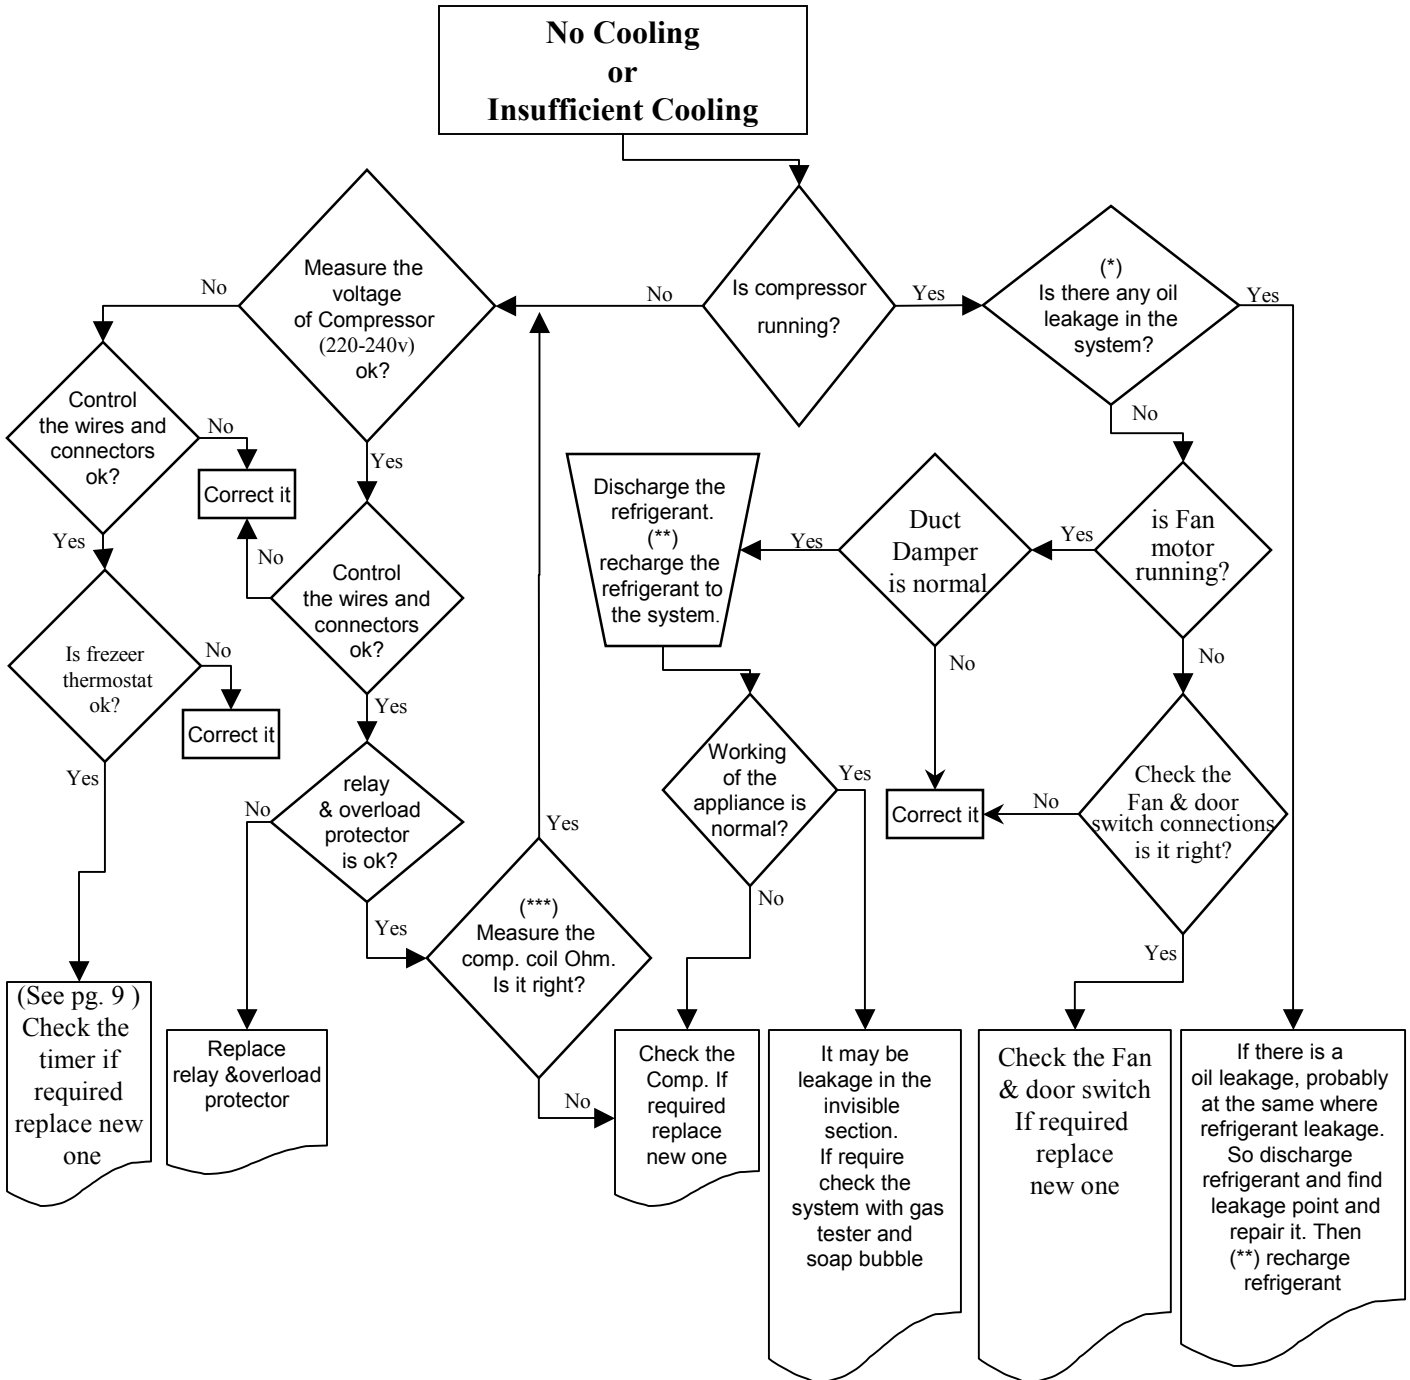 No Cooling
or
Insufficient Cooling
Is compressor
running?
No
Yes
Measure the
voltage
of Compressor
(220-240v)
ok?
No
Yes
Control
the wires and
connectors
ok?
No
Correct it
Yes
Is frezeer
thermostat
ok?
No
Correct it
Yes
(See pg. 9 )
Check the
timer if
required
replace new
one
Control
the wires and
connectors
ok?
No
Yes
relay
& overload
protector
is ok?
No
Replace
relay &overload
protector
Yes
(***)
Measure the
comp. coil Ohm.
Is it right?
Yes
No
Check the
Comp. If
required
replace
new one
(*)
Is there any oil
leakage in the
system?
Yes
No
is Fan
motor
running?
Yes
No
Duct
Damper
is normal
Yes
No
Discharge the
refrigerant.
(**)
recharge the
refrigerant to
the system.
Working
of the
appliance is
normal?
Yes
No
It may be
leakage in the
invisible
section.
If require
check the
system with gas
tester and
soap bubble
Check the
Fan & door
switch connections
is it right?
No
Correct it
Yes
Check the Fan
& door switch
If required
replace
new one
If there is a
oil leakage, probably
at the same where
refrigerant leakage.
So discharge
refrigerant and find
leakage point and
repair it. Then
(**) recharge
refrigerant